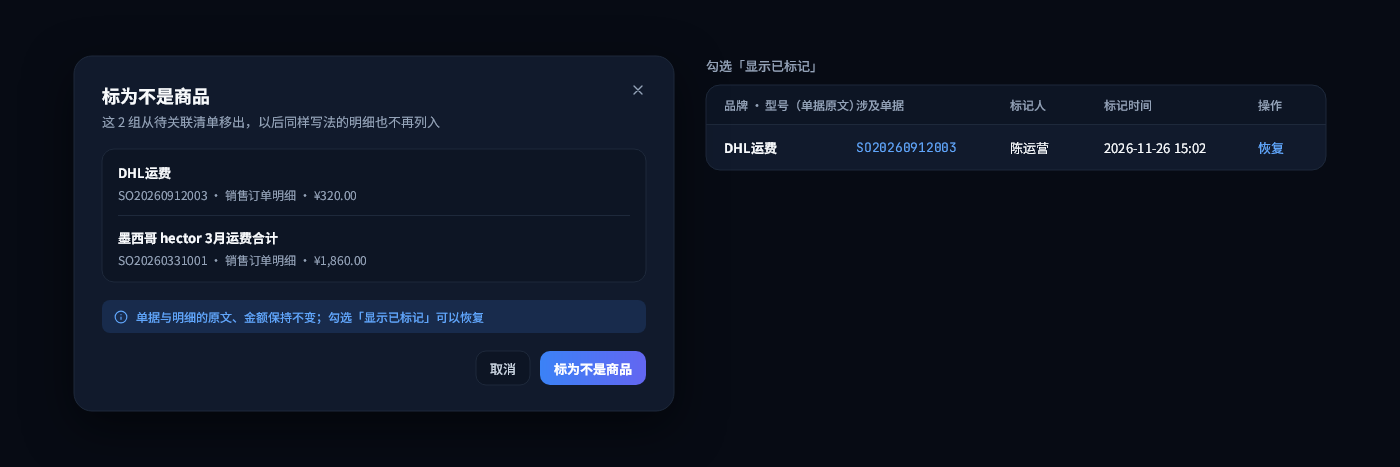 标为不是商品
这 2 组从待关联清单移出，以后同样写法的明细也不再列入
DHL运费
SO20260912003 · 销售订单明细 · ¥320.00
墨西哥 hector 3月运费合计
SO20260331001 · 销售订单明细 · ¥1,860.00
单据与明细的原文、金额保持不变；勾选「显示已标记」可以恢复
取消 标为不是商品
勾选「显示已标记」
品牌 · 型号（单据原文） 涉及单据 标记人 标记时间 操作
DHL运费 SO20260912003 陈运营 2026-11-26 15:02 恢复